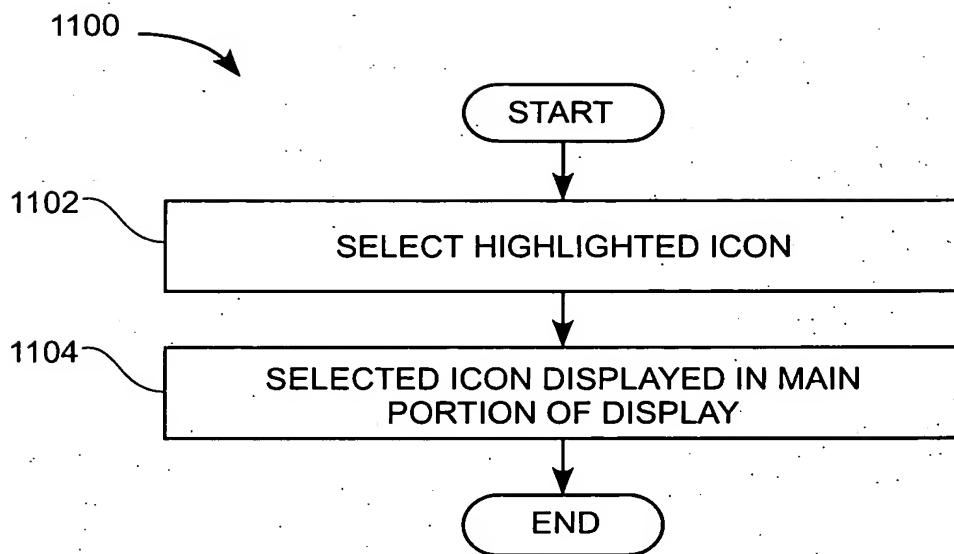 1100
START
1102
SELECT HIGHLIGHTED ICON
1104
SELECTED ICON DISPLAYED IN MAIN
PORTION OF DISPLAY
END